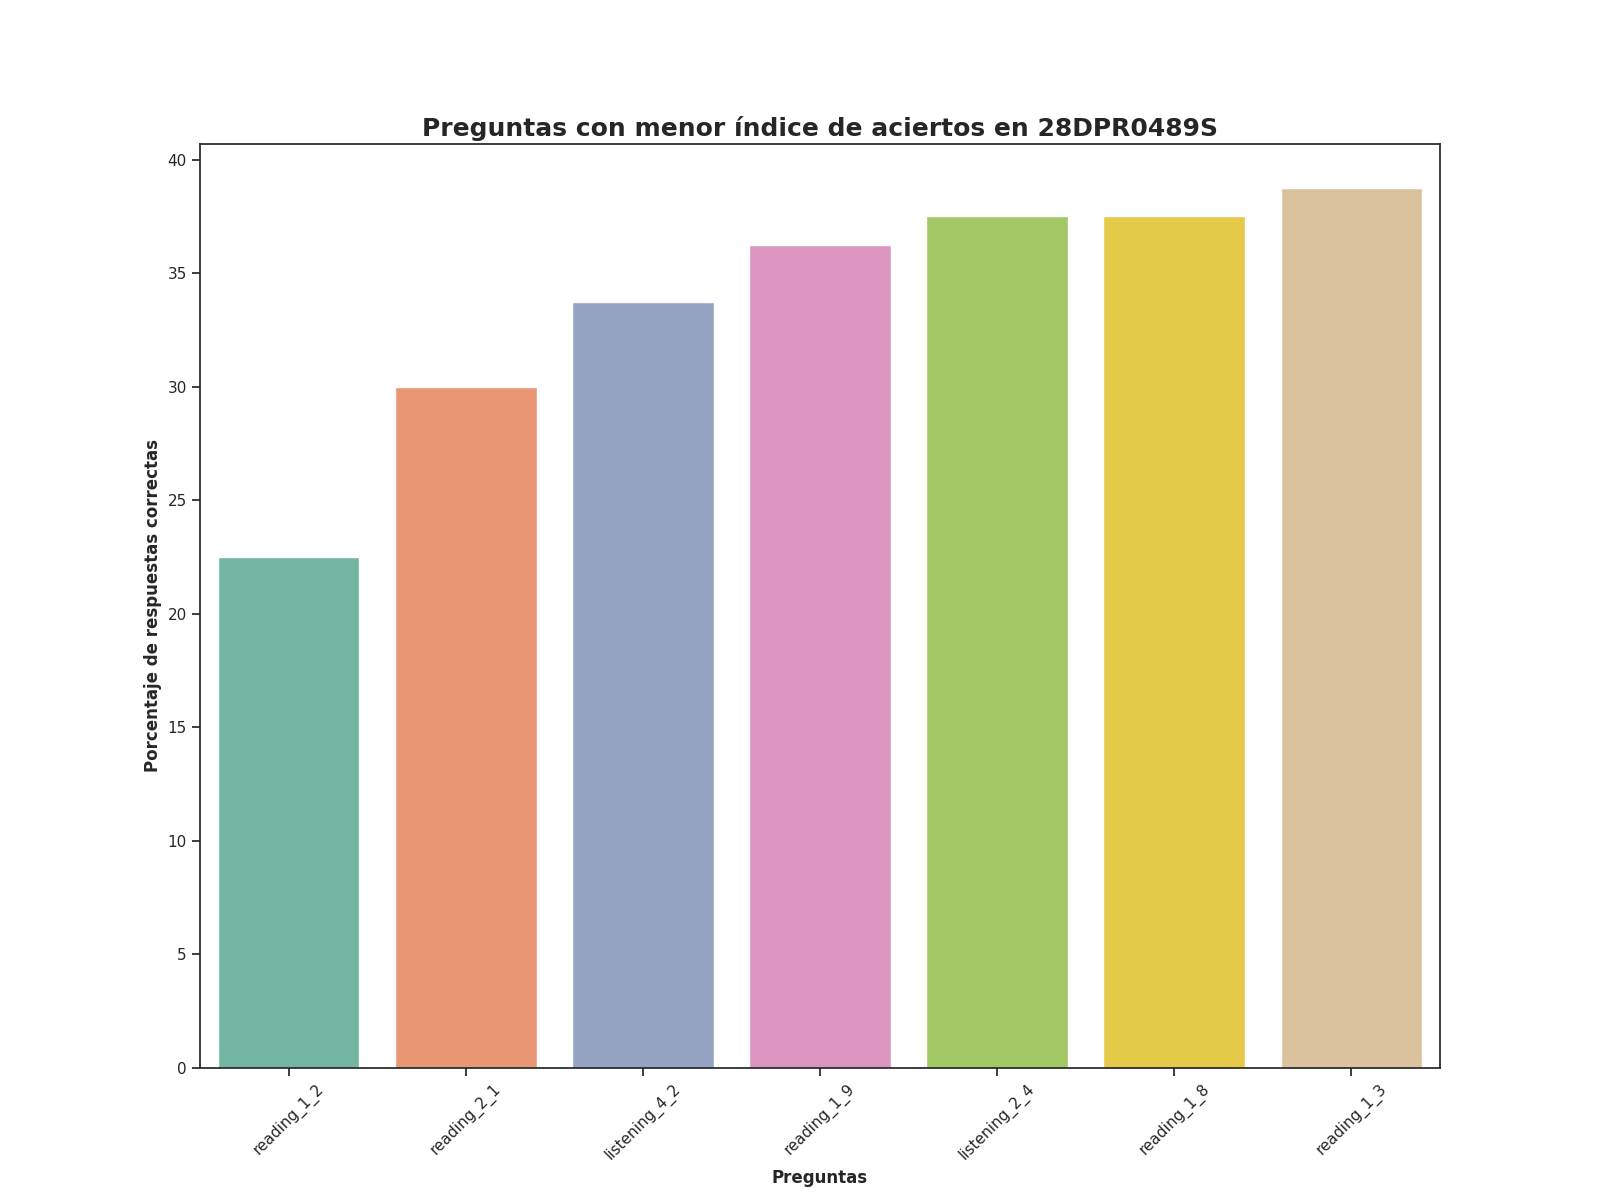 Preguntas con menor índice de aciertos en 28DPR0489S
Porcentaje de respuestas correctas
40
35
30
25
20
15
10
5
0
reading_1_2
reading_2_1
listening_4_2
reading_1_9
listening_2_4
reading_1_8
reading_1_3
Preguntas